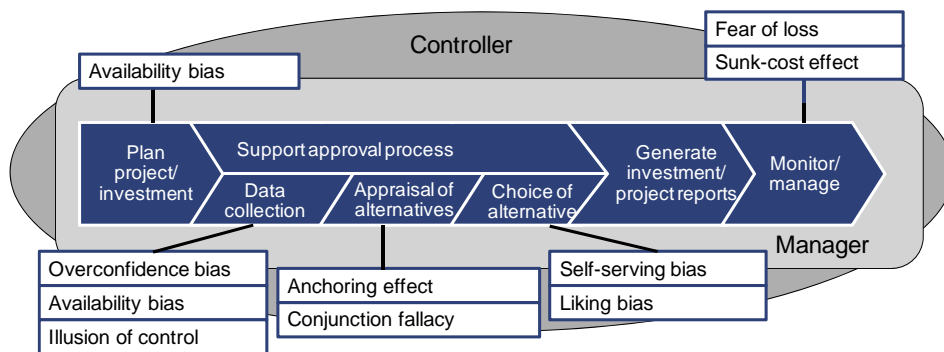 Controller
Fear of loss
Sunk-cost effect
Availability bias
Plan
project/
investment
Support approval process
Data
collection
Appraisal of
alternatives
Choice of
alternative
Generate
investment/
project reports
Monitor/
manage
Manager
Overconfidence bias
Availability bias
Illusion of control
Anchoring effect
Conjunction fallacy
Self-serving bias
Liking bias